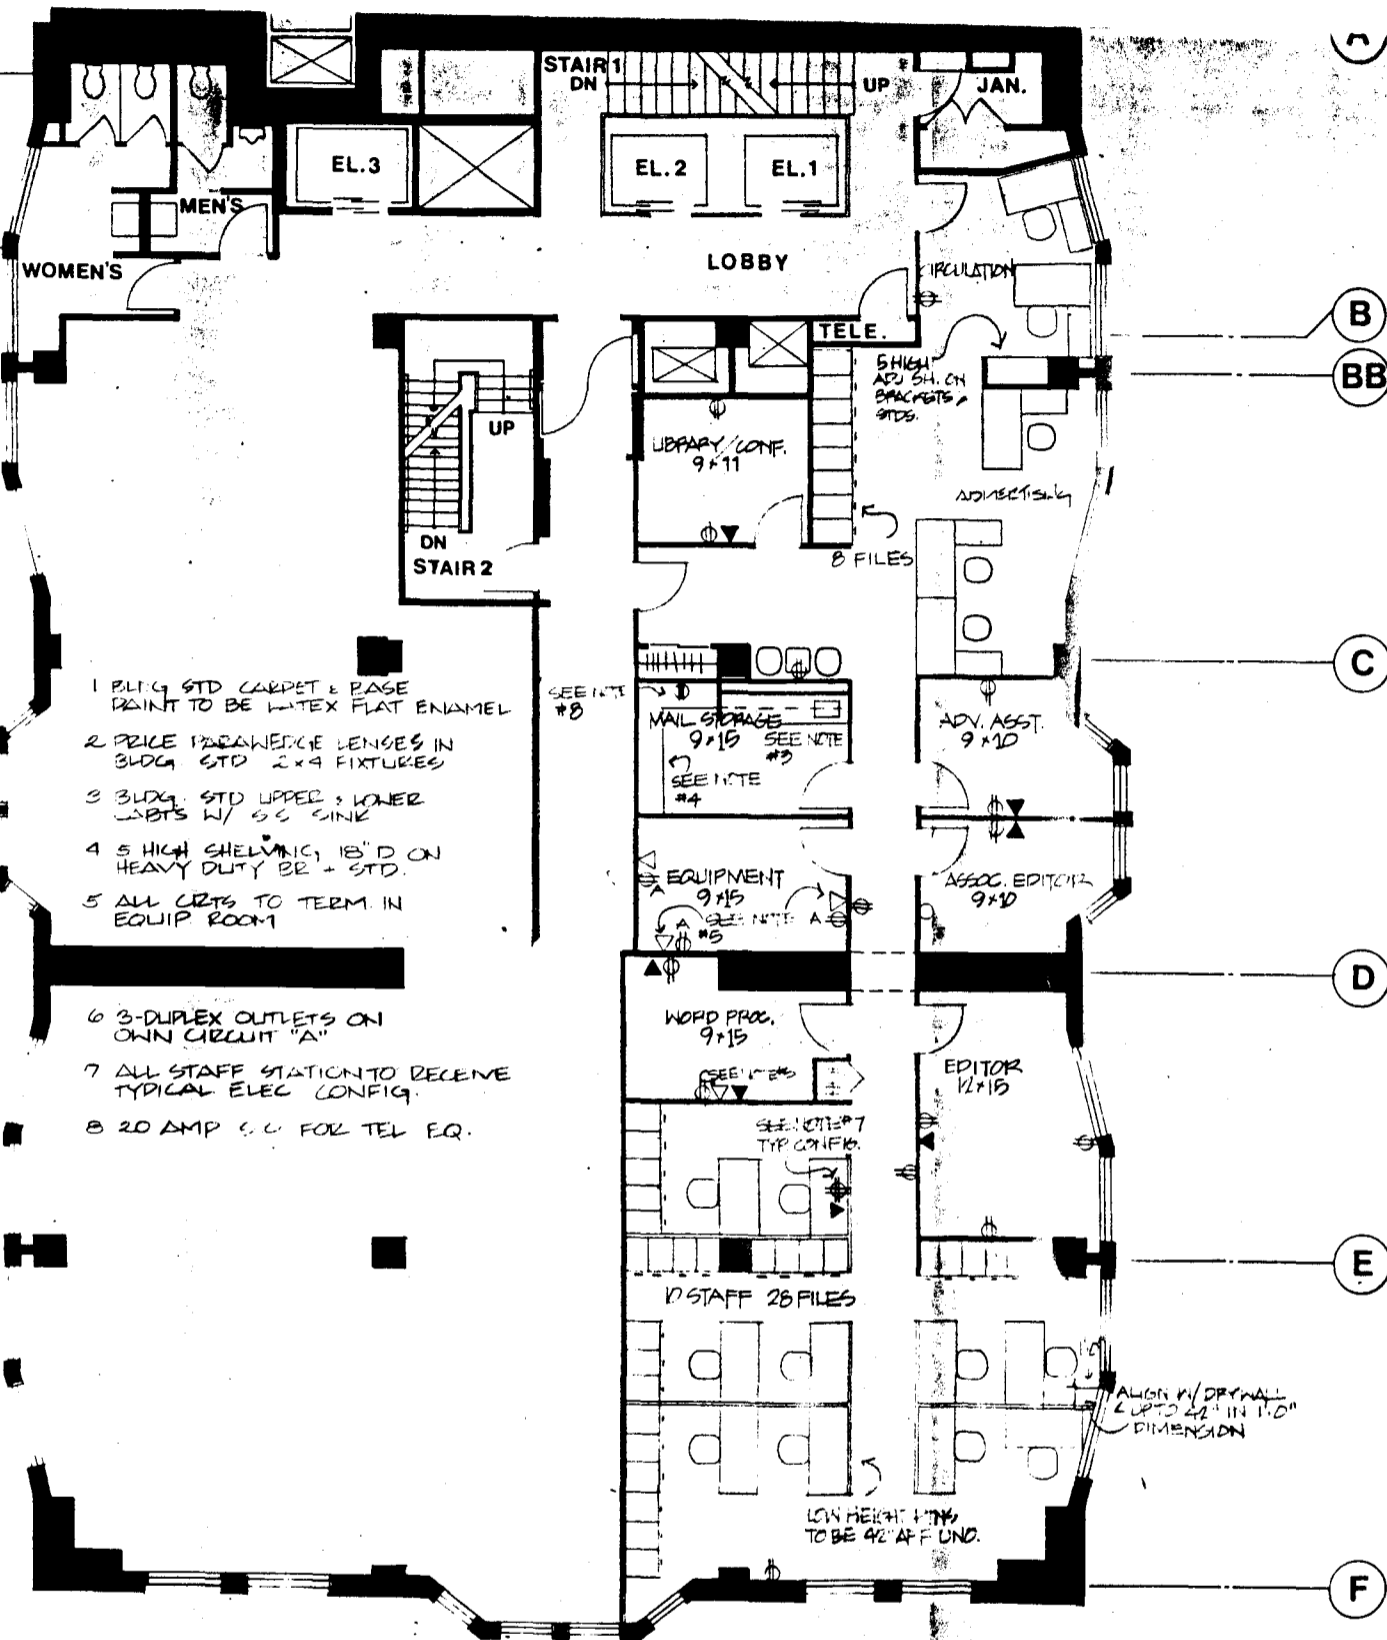 A
STAIR 1
DN
UP
JAN.
EL.3
EL.2
EL.1
MEN'S
WOMEN'S
LOBBY
CIRCULATION
B
TELE.
BB
5 HIGH
ADJ SH. ON
BRACKETS &
STDS.
UP
LIBRARY/CONF.
9×11
ADVERTISING
DN
STAIR 2
8 FILES
C
1 BLDG STD CARPET & BASE
PAINT TO BE LATEX FLAT ENAMEL
SEE NOTE
#8
MAIL STORAGE
9×15
SEE NOTE
#3
SEE NOTE
#4
ADV. ASST.
9×10
2 PRICE PARAWEDGE LENSES IN
BLDG STD 2×4 FIXTURES
3 BLDG. STD UPPER & LOWER
CABTS W/ SS SINK
4 5 HIGH SHELVING, 18" D ON
HEAVY DUTY BR + STD.
5 ALL CRTS TO TERM. IN
EQUIP ROOM
EQUIPMENT
9×15
A
A SEE NOTE A
#5
ASSOC. EDITOR
9×10
D
6 3-DUPLEX OUTLETS ON
OWN CIRCUIT "A"
7 ALL STAFF STATION TO RECEIVE
TYPICAL ELEC CONFIG.
8 20 AMP FOR TEL EQ.
WORD PROC.
9×15
SEE NOTE #5
EDITOR
12×15
SEE NOTE #7
TYP CONFIG.
E
10 STAFF 28 FILES
ALIGN W/ DRYWALL
UP TO 42" IN 1'-0"
DIMENSION
LOW HEIGHT PTNS
TO BE 42" AFF UNO.
F